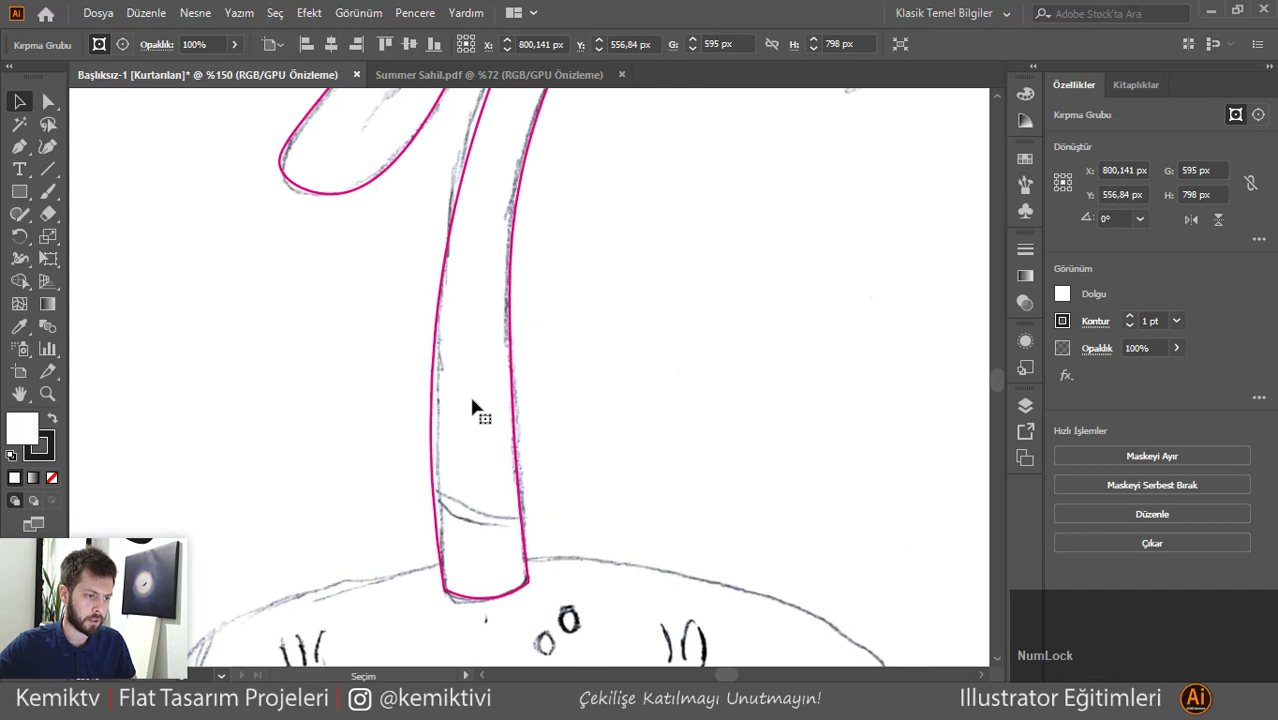 Ai
Dosya Düzenle Nesne Yazım Seç Efekt Görünüm Pencere Yardım
Klasik Temel Bilgiler
Adobe Stock'ta Ara
Kırpma Grubu
Opaklık: 100%
X: 800,141 px
Y: 556,84 px
G: 595 px
H: 798 px
Başlıksız-1 [Kurtarılan]* @ %150 (RGB/GPU Önizleme)
Summer Sahil.pdf @ %72 (RGB/GPU Önizleme)
Özellikler Kitaplıklar
Kırpma Grubu
Dönüştür
X: 800,141 px G: 595 px
Y: 556,84 px H: 798 px
0°
Görünüm
Dolgu
Kontur 1 pt
Opaklık 100%
fx.
Hızlı İşlemler
Maskeyi Ayır
Maskeyi Serbest Bırak
Düzenle
Çıkar
NumLock
Seçim
Kemiktv | Flat Tasarım Projeleri @kemiktivi Çekilişe Katılmayı Unutmayın! Illustrator Eğitimleri Ai